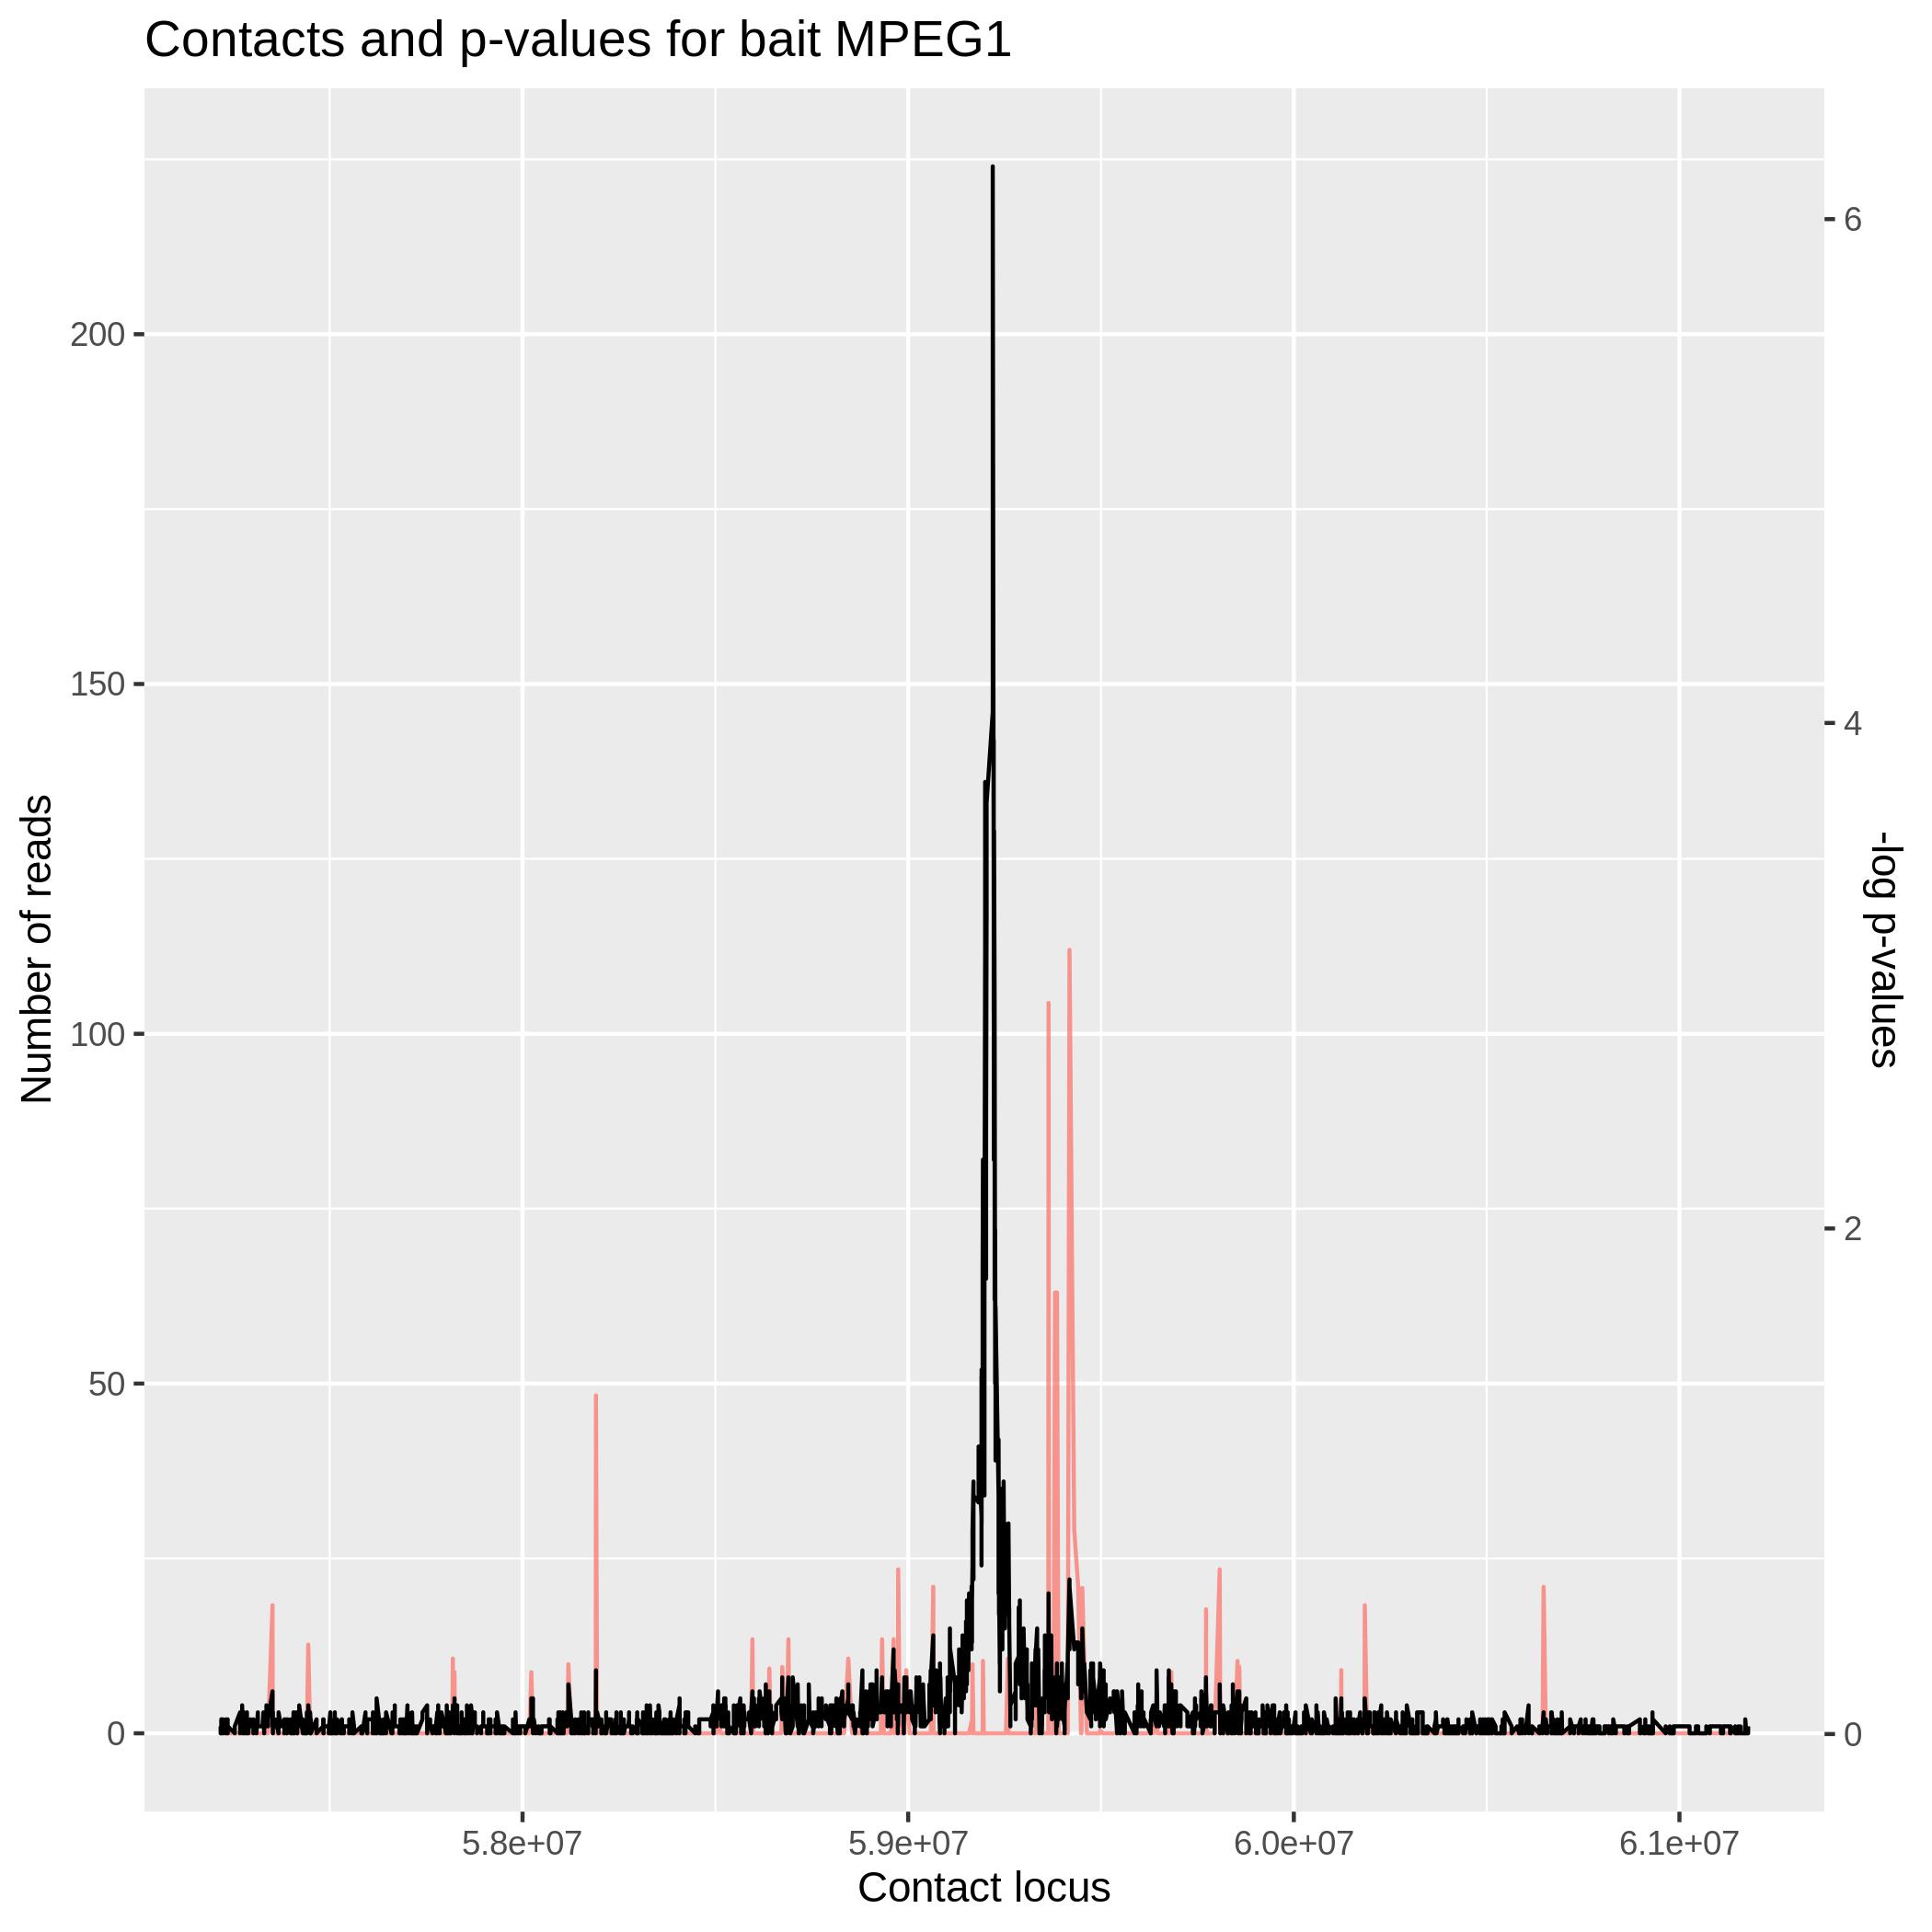 Contacts and p-values for bait MPEG1
Number of reads
200
150
100
50
0
6
4
2
0
-log p-values
5.8e+07
5.9e+07
6.0e+07
6.1e+07
Contact locus